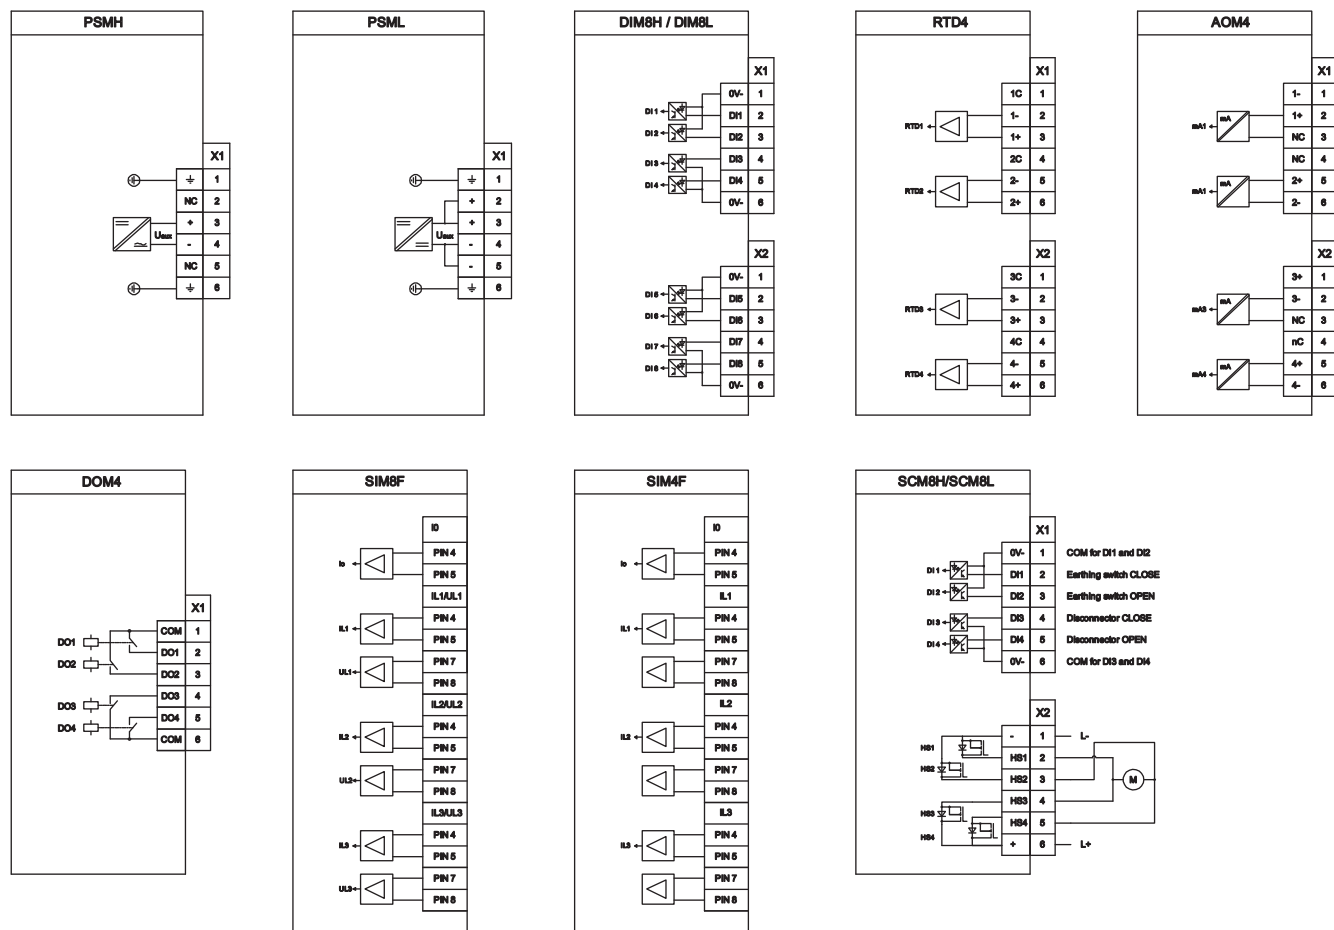 PSMH
X1
1
NC 2
+ 3
Uaux
- 4
NC 5
6
PSML
X1
1
+ 2
+ 3
Uaux
- 4
- 5
6
DIM8H / DIM8L
X1
0V- 1
DI1 DI1 2
DI2 DI2 3
DI3 DI3 4
DI4 DI4 5
0V- 6
X2
0V- 1
DI5 DI5 2
DI6 DI6 3
DI7 DI7 4
DI8 DI8 5
0V- 6
RTD4
X1
1C 1
1- 2
RTD1
1+ 3
2C 4
2- 5
RTD2
2+ 6
X2
3C 1
3- 2
RTD3
3+ 3
4C 4
4- 5
RTD4
4+ 6
AOM4
X1
1- 1
1+ 2
mA1 mA
NC 3
NC 4
2+ 5
mA1 mA
2- 6
X2
3+ 1
3- 2
mA3 mA
NC 3
nC 4
4+ 5
mA4 mA
4- 6
DOM4
X1
COM 1
DO1 DO1 2
DO2 DO2 3
DO3 DO3 4
DO4 DO4 5
COM 6
SIM8F
I0
PIN 4
Io
PIN 5
IL1/UL1
PIN 4
IL1
PIN 5
PIN 7
UL1
PIN 8
IL2/UL2
PIN 4
IL2
PIN 5
PIN 7
UL2
PIN 8
IL3/UL3
PIN 4
IL3
PIN 5
PIN 7
UL3
PIN 8
SIM4F
I0
PIN 4
Io
PIN 5
IL1
PIN 4
IL1
PIN 5
PIN 7
PIN 8
IL2
PIN 4
IL2
PIN 5
PIN 7
PIN 8
IL3
PIN 4
IL3
PIN 5
PIN 7
PIN 8
SCM8H/SCM8L
X1
0V- 1 COM for DI1 and DI2
DI1 DI1 2 Earthing switch CLOSE
DI2 DI2 3 Earthing switch OPEN
DI3 DI3 4 Disconnector CLOSE
DI4 DI4 5 Disconnector OPEN
0V- 6 COM for DI3 and DI4
X2
- 1 L-
HS1 HS1 2
HS2 HS2 3 M
HS3 HS3 4
HS4 HS4 5
+ 6 L+